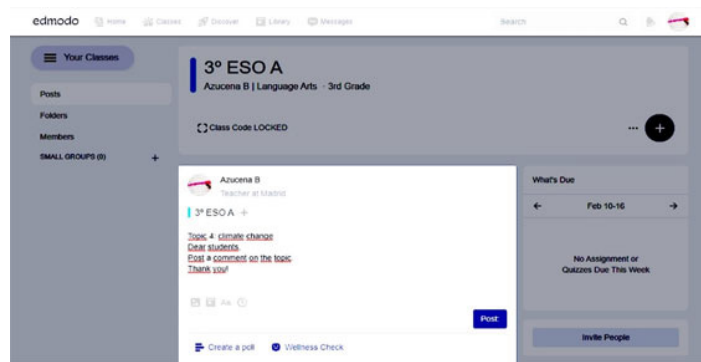 edmodo Home Classes Discover Library Messages Search
Your Classes
Posts
Folders
Members
SMALL GROUPS (0) +
3º ESO A
Azucena B | Language Arts · 3rd Grade
Class Code LOCKED
Azucena B
Teacher at Madrid
3º ESO A +
Topic 4: climate change
Dear students,
Post a comment on the topic
Thank you!
Aa
Post
Create a poll Wellness Check
What's Due
← Feb 10-16 →
No Assignment or
Quizzes Due This Week
Invite People